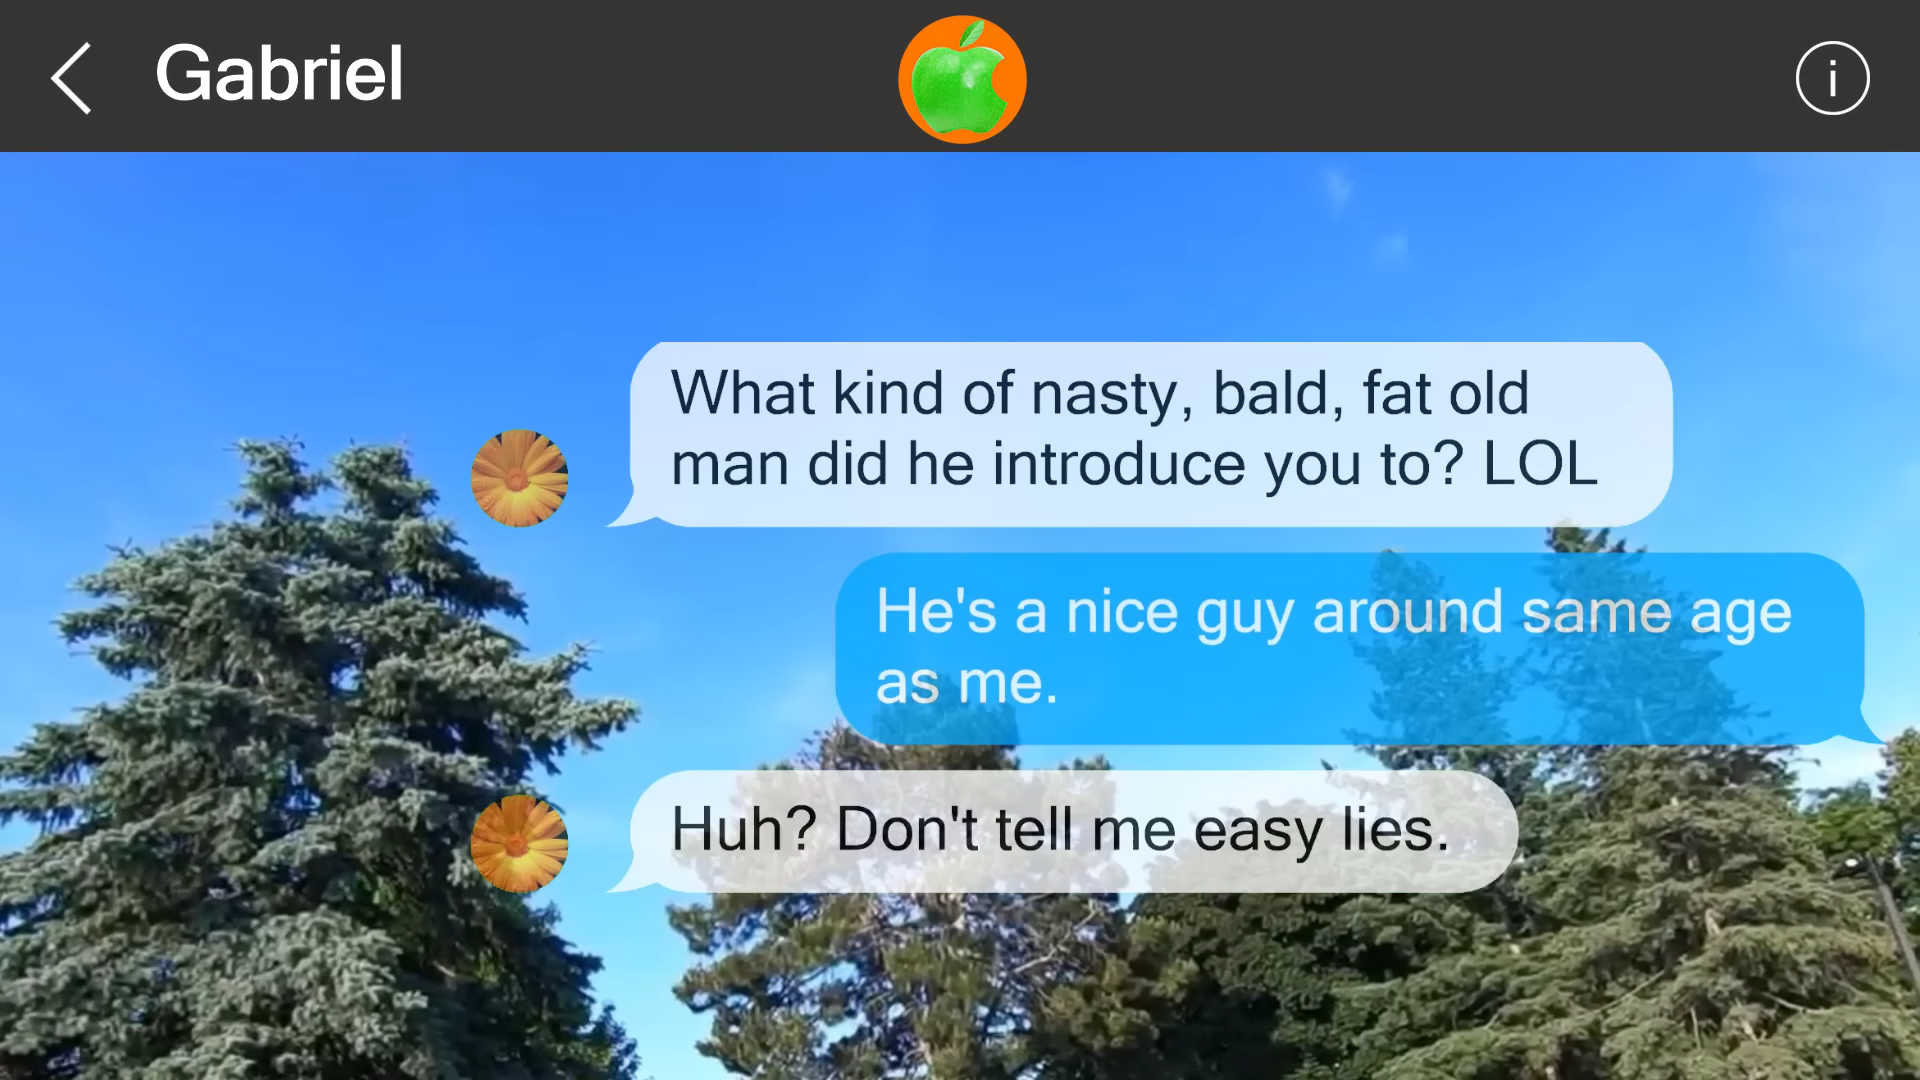 Gabriel
What kind of nasty, bald, fat old
man did he introduce you to? LOL
He's a nice guy around same age
as me.
Huh? Don't tell me easy lies.